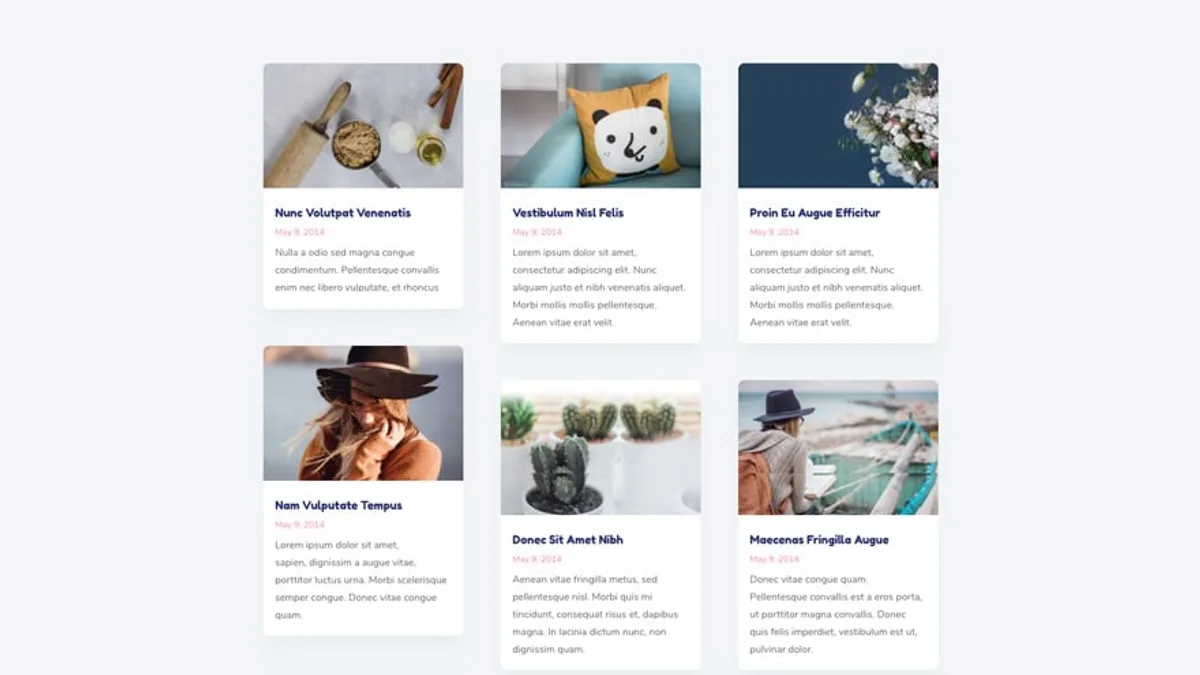 Nunc Volutpat Venenatis
May 9, 2014
Nulla a odio sed magna congue
condimentum. Pellentesque convallis
enim nec libero vulputate, et rhoncus
Vestibulum Nisl Felis
May 9, 2014
Lorem ipsum dolor sit amet,
consectetur adipiscing elit. Nunc
aliquam justo et nibh venenatis aliquet.
Morbi mollis mollis pellentesque.
Aenean vitae erat velit.
Proin Eu Augue Efficitur
May 9, 2014
Lorem ipsum dolor sit amet,
consectetur adipiscing elit. Nunc
aliquam justo et nibh venenatis aliquet.
Morbi mollis mollis pellentesque.
Aenean vitae erat velit.
Nam Vulputate Tempus
May 9, 2014
Lorem ipsum dolor sit amet,
sapien, dignissim a augue vitae,
porttitor luctus urna. Morbi scelerisque
semper congue. Donec vitae congue
quam.
Donec Sit Amet Nibh
May 9, 2014
Aenean vitae fringilla metus, sed
pellentesque nisl. Morbi quis mi
tincidunt, consequat risus et, dapibus
magna. In lacinia dictum nunc, non
dignissim quam.
Maecenas Fringilla Augue
May 9, 2014
Donec vitae congue quam.
Pellentesque convallis est a eros porta,
ut porttitor magna convallis. Donec
quis felis imperdiet, vestibulum est ut,
pulvinar dolor.